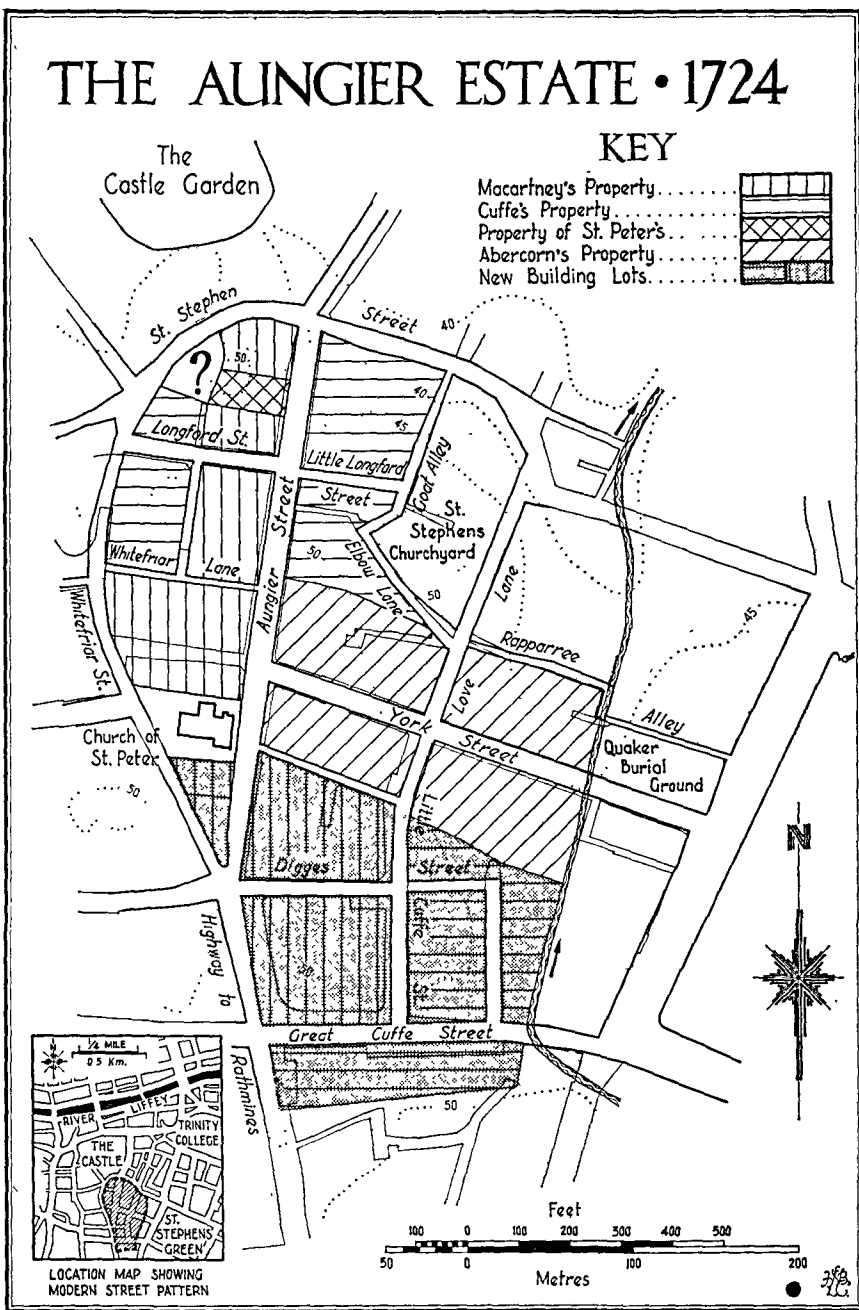 THE AUNGIER ESTATE • 1724
The
Castle Garden
KEY
Macartney's Property
Cuffe's Property
Property of St. Peter's
Abercorn's Property
New Building Lots
St. Stephen
Street
40
?
50
40
45
Longford St.
Little Longford
Street
Goat Alley
St.
Stephens
Churchyard
Aungier Street
50
Elbow Lane
50
Whitefriar
Lane
Whitefriar St.
Love
Lane
Rapparree
Alley
45
York
Street
Quaker
Burial
Ground
Church of
St. Peter
50
Little
Cuffe
St.
Digges
Street
N
Highway to
Rathmines
50
Great Cuffe Street
50
1/4 MILE
0.5 Km.
RIVER LIFFEY
TRINITY
COLLEGE
THE
CASTLE
ST.
STEPHENS
GREEN
LOCATION MAP SHOWING
MODERN STREET PATTERN
Feet
100 0 100 200 300 400 500
50 0 100 200
Metres